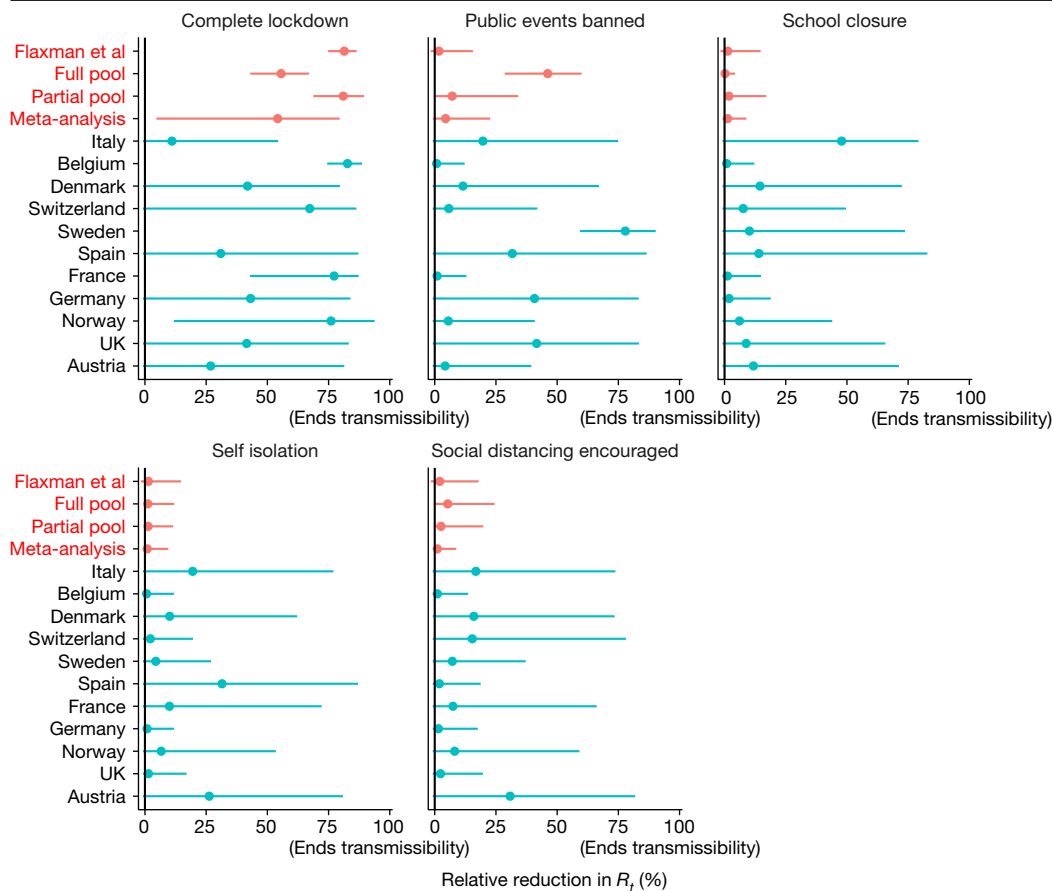 Complete lockdown
Public events banned
School closure
Flaxman et al
Full pool
Partial pool
Meta-analysis
Italy
Belgium
Denmark
Switzerland
Sweden
Spain
France
Germany
Norway
UK
Austria
0 25 50 75 100
(Ends transmissibility)
0 25 50 75 100
(Ends transmissibility)
0 25 50 75 100
(Ends transmissibility)
Self isolation
Social distancing encouraged
Flaxman et al
Full pool
Partial pool
Meta-analysis
Italy
Belgium
Denmark
Switzerland
Sweden
Spain
France
Germany
Norway
UK
Austria
0 25 50 75 100
(Ends transmissibility)
0 25 50 75 100
(Ends transmissibility)
Relative reduction in Rt (%)